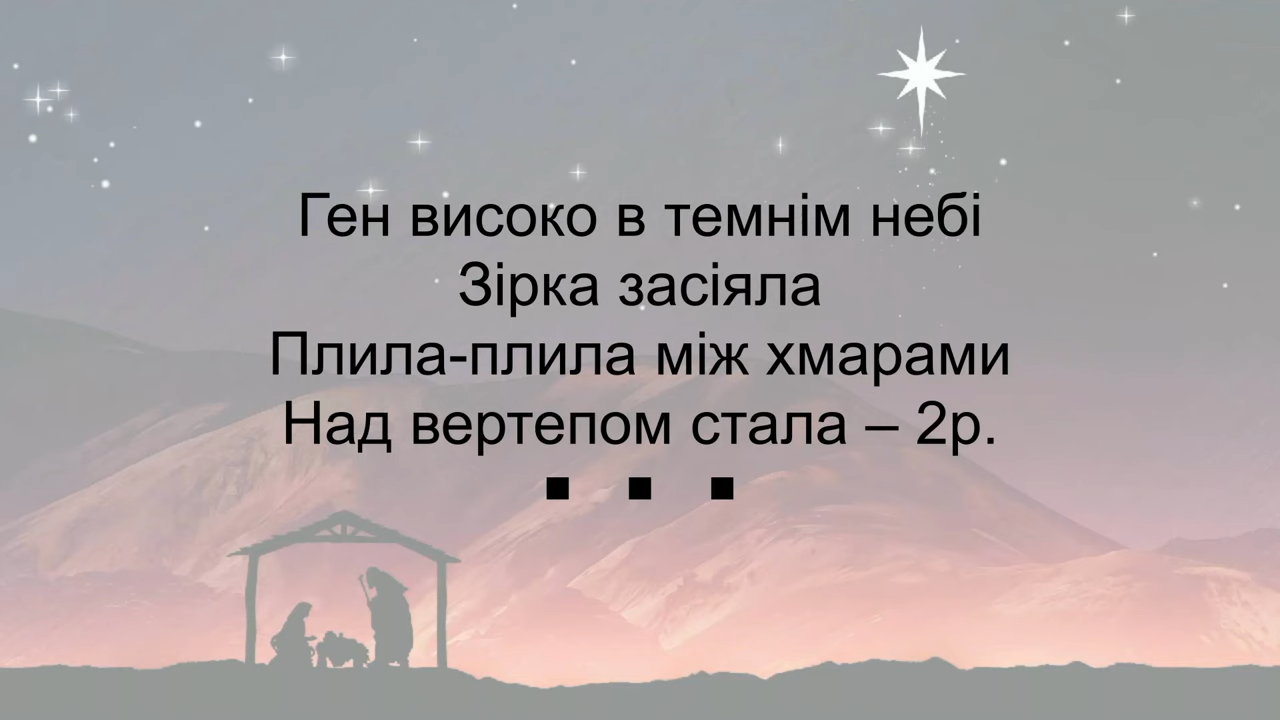 Ген високо в темнім небі
Зірка засіяла
Плила-плила між хмарами
Над вертепом стала – 2р.
■ ■ ■